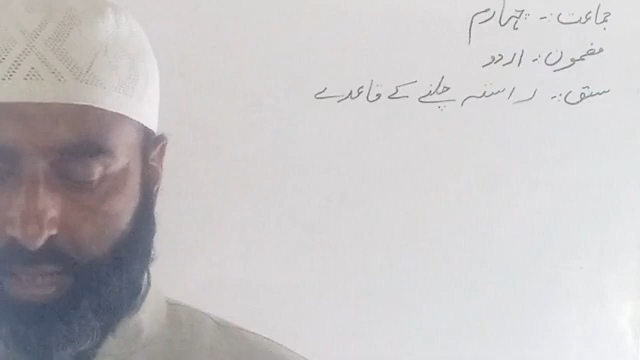 جماعت:۔ چہارم
مضمون:۔ اردو
سبق:۔ راستہ چلنے کے قاعدے